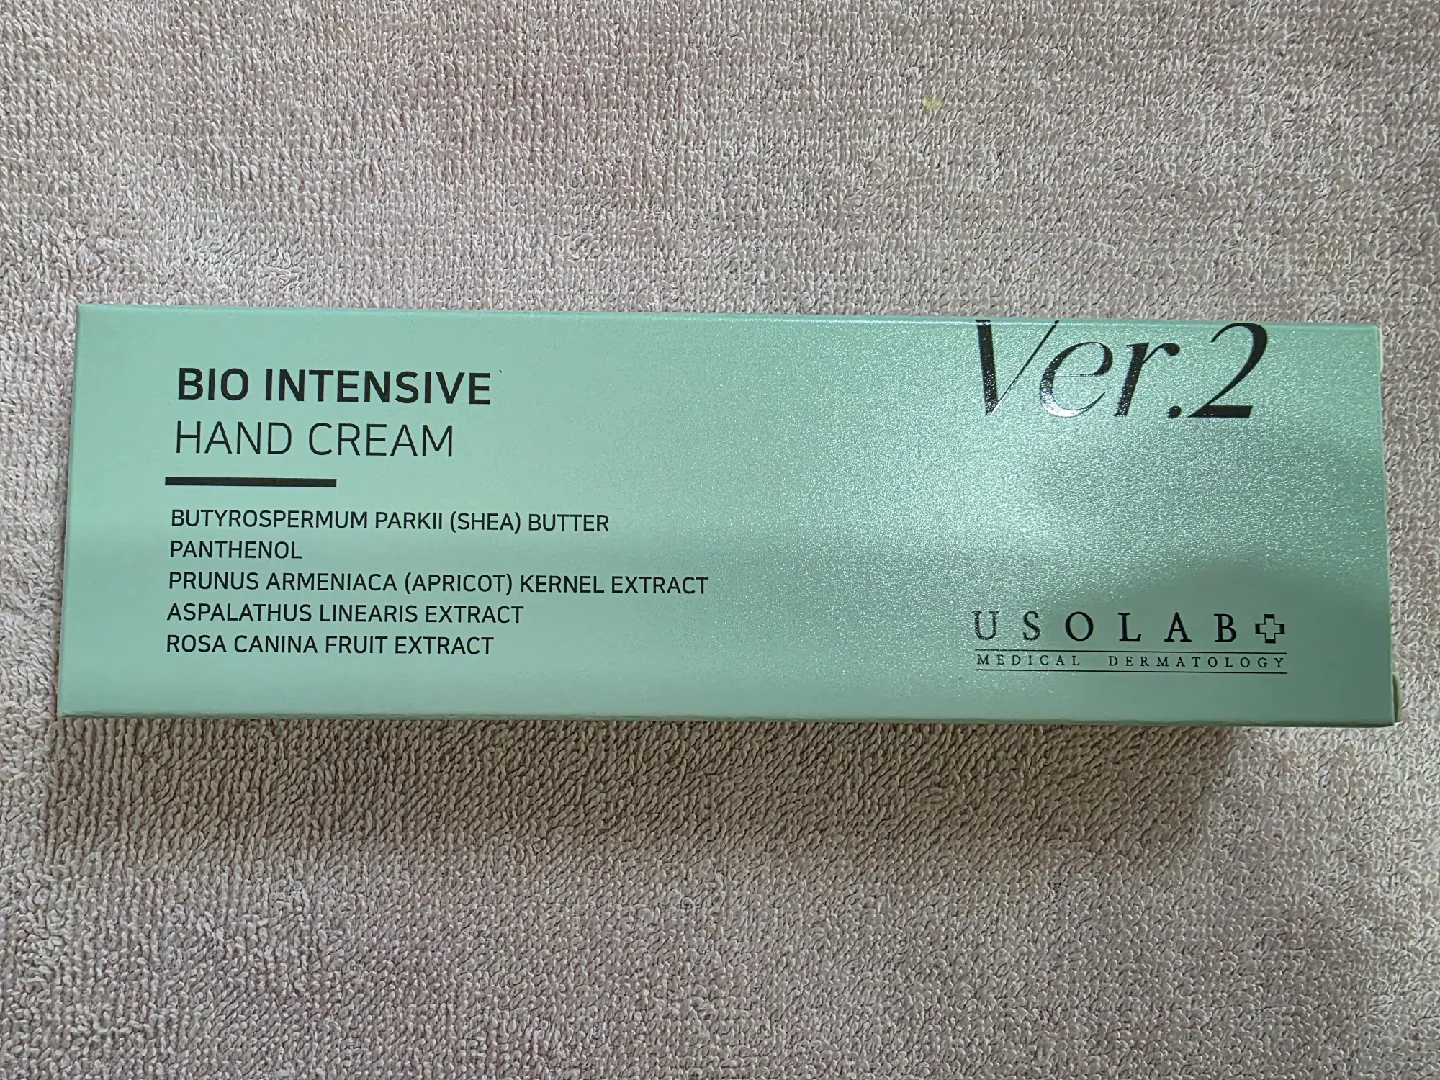 BIO INTENSIVE
HAND CREAM
BUTYROSPERMUM PARKII (SHEA) BUTTER
PANTHENOL
PRUNUS ARMENIACA (APRICOT) KERNEL EXTRACT
ASPALATHUS LINEARIS EXTRACT
ROSA CANINA FRUIT EXTRACT
Ver.2
USOLAB
MEDICAL DERMATOLOGY